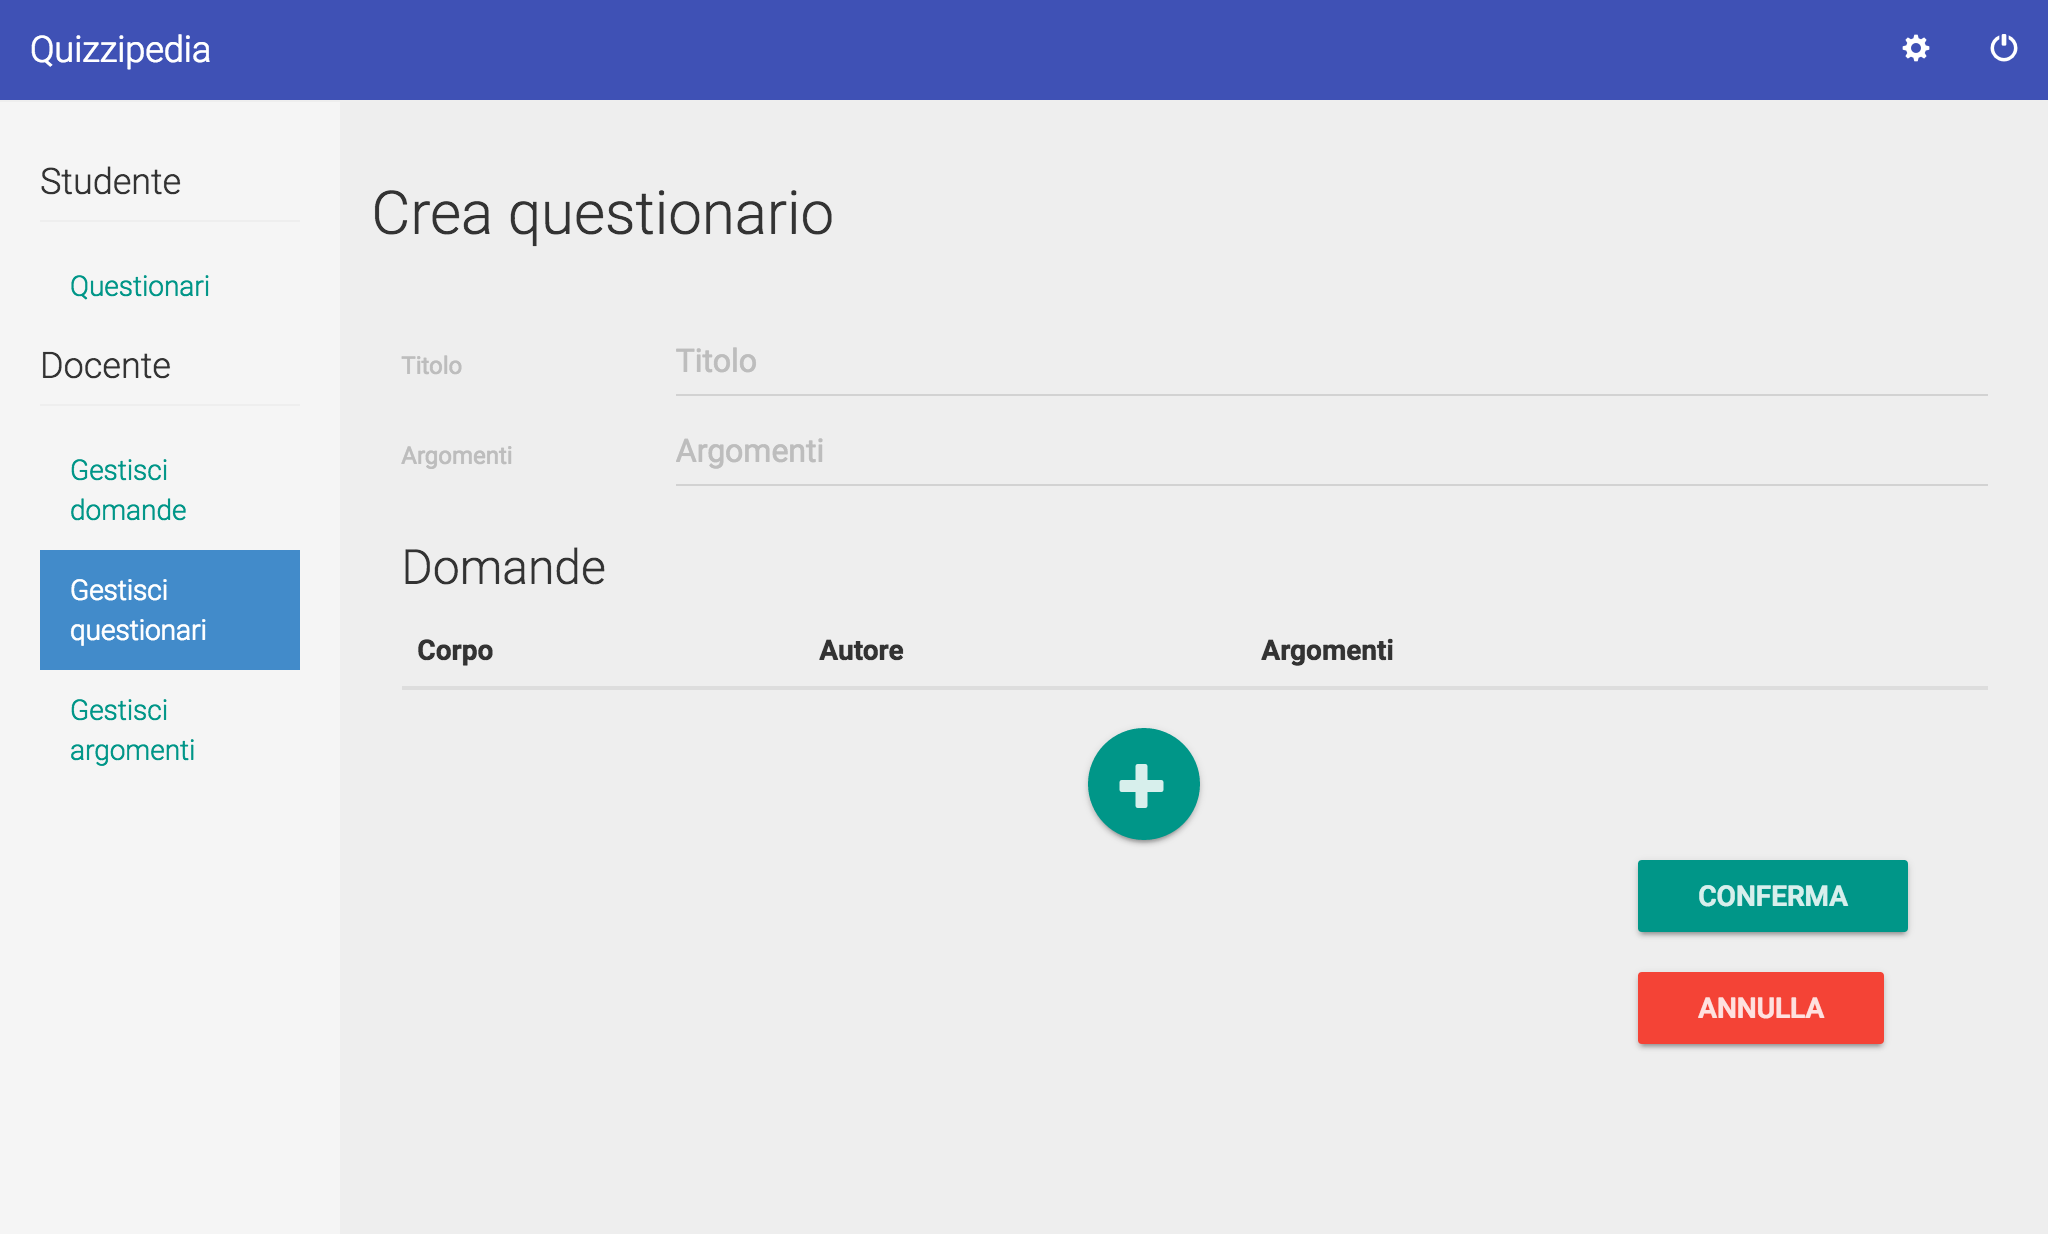 Quizzipedia
Studente
Questionari
Docente
Gestisci
domande
Gestisci
questionari
Gestisci
argomenti
Crea questionario
Titolo
Titolo
Argomenti
Argomenti
Domande
Corpo Autore Argomenti
CONFERMA
ANNULLA